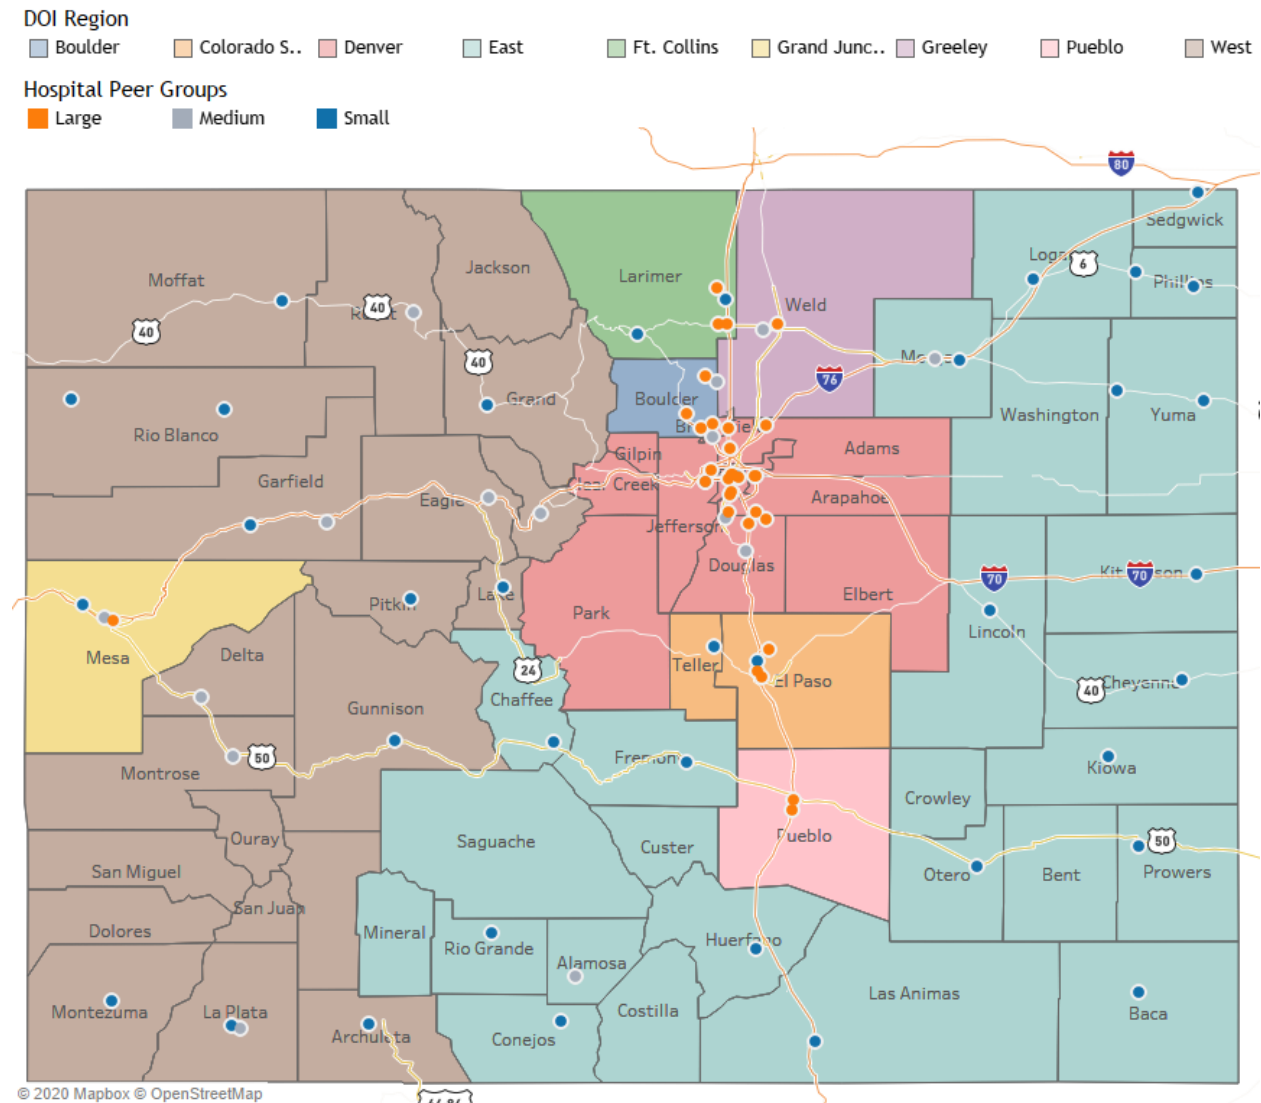 DOI Region
Boulder Colorado S.. Denver East Ft. Collins Grand Junc.. Greeley Pueblo West
Hospital Peer Groups
Large Medium Small
80
Sedgwick
Moffat Jackson Larimer Weld 6
40 40
40
76
Grand Boulder Washington Yuma
Rio Blanco
Gilpin Adams
Garfield Creek
Eagle Arapahoe
Jefferson
Douglas 70 70
Elbert
Park Lincoln
Mesa Delta Teller
24 El Paso 40 Cheyenne
Gunnison Chaffee
50
Montrose Kiowa
Crowley
Ouray Saguache Custer Pueblo 50
San Miguel Otero Bent Prowers
San Juan
Dolores Mineral Rio Grande Alamosa
Montezuma La Plata Costilla Las Animas Baca
Conejos
© 2020 Mapbox © OpenStreetMap